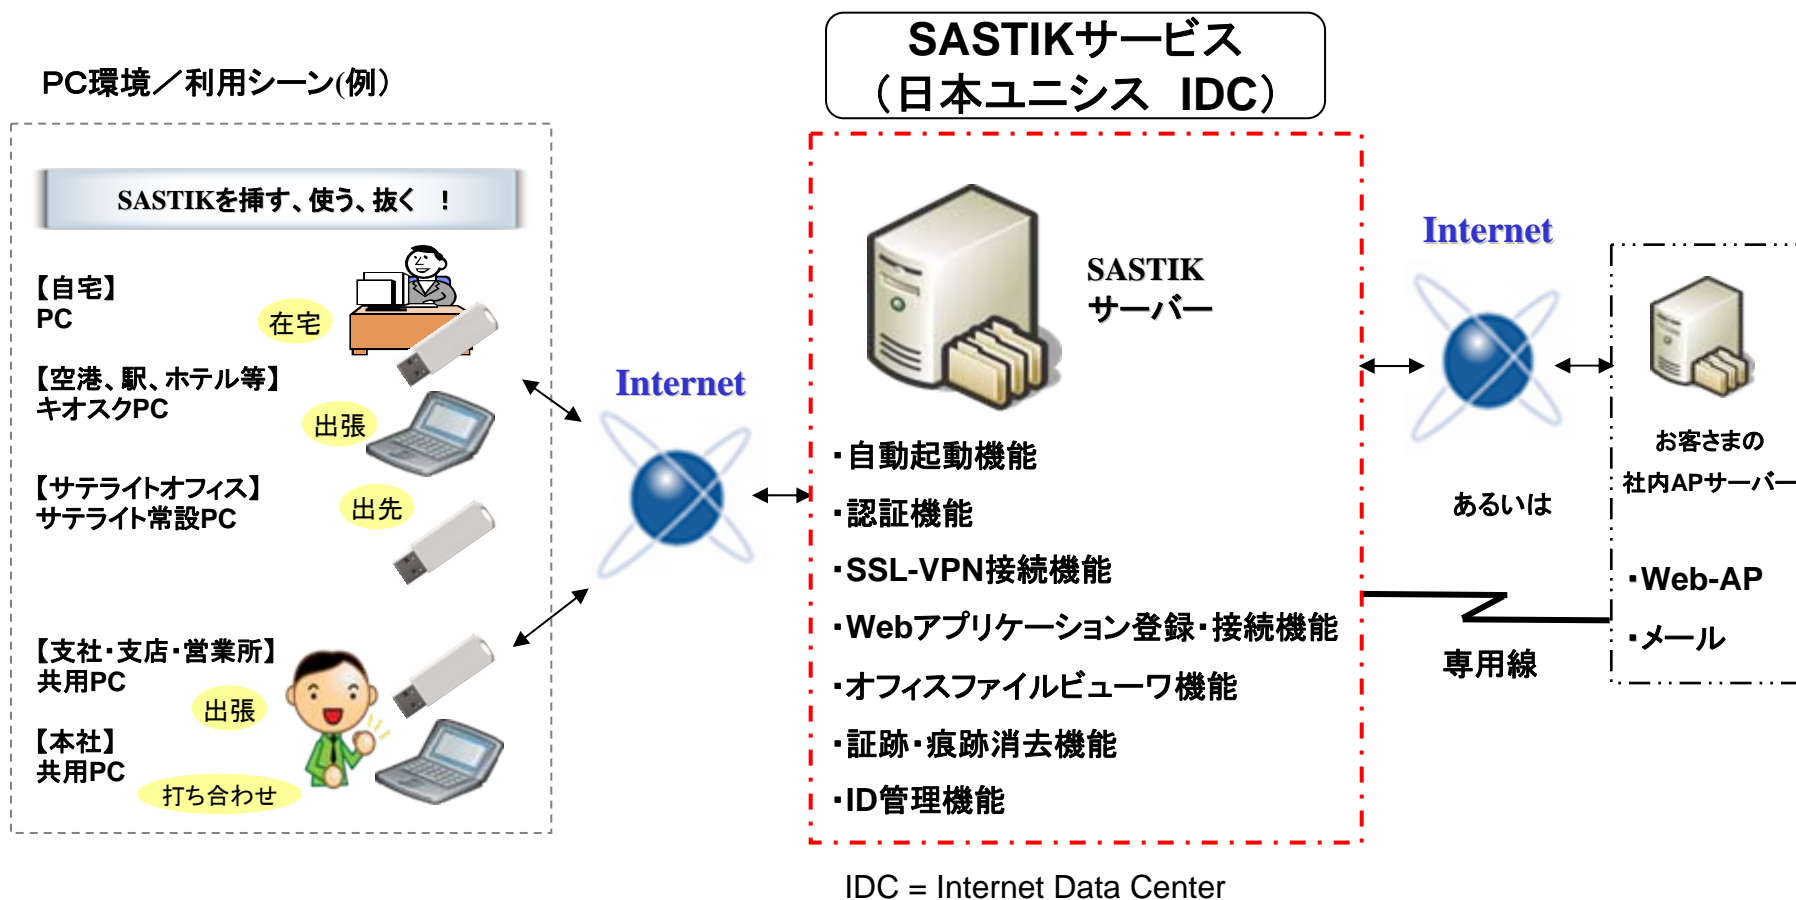 SASTIKサービス
（日本ユニシス　IDC）
PC環境／利用シーン(例）
SASTIKを挿す、使う、抜く　！
【自宅】
PC
在宅
【空港、駅、ホテル等】
キオスクPC
出張
【サテライトオフィス】
サテライト常設PC
出先
【支社・支店・営業所】
共用PC
出張
【本社】
共用PC
打ち合わせ
Internet
SASTIK
サーバー
・自動起動機能
・認証機能
・SSL-VPN接続機能
・Webアプリケーション登録・接続機能
・オフィスファイルビューワ機能
・証跡・痕跡消去機能
・ID管理機能
Internet
あるいは
専用線
お客さまの
社内APサーバー
・Web-AP
・メール
IDC = Internet Data Center